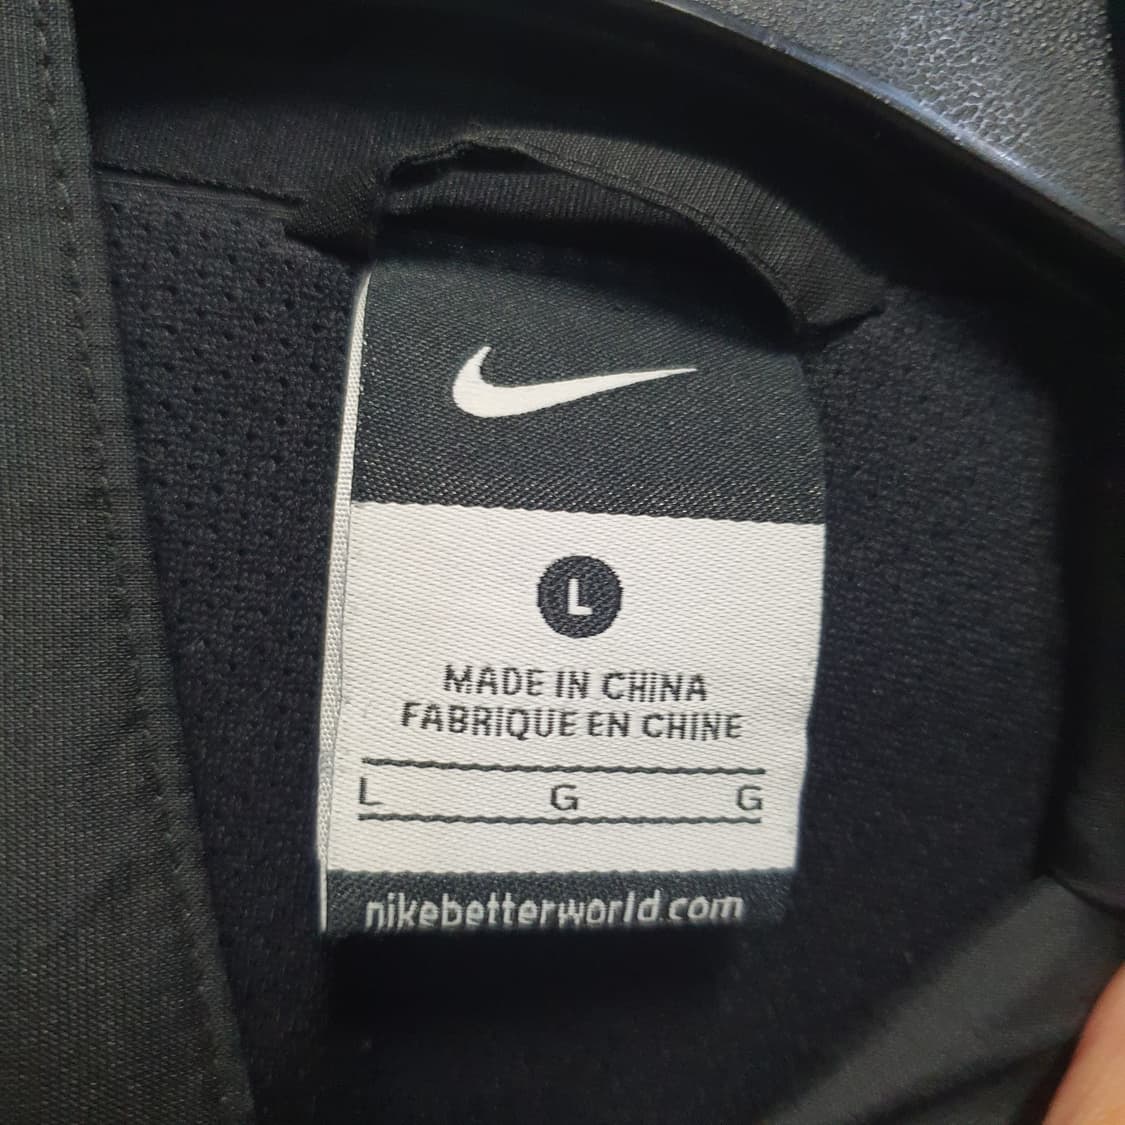 L
MADE IN CHINA
FABRIQUE EN CHINE
L G G
nikebetterworld.com